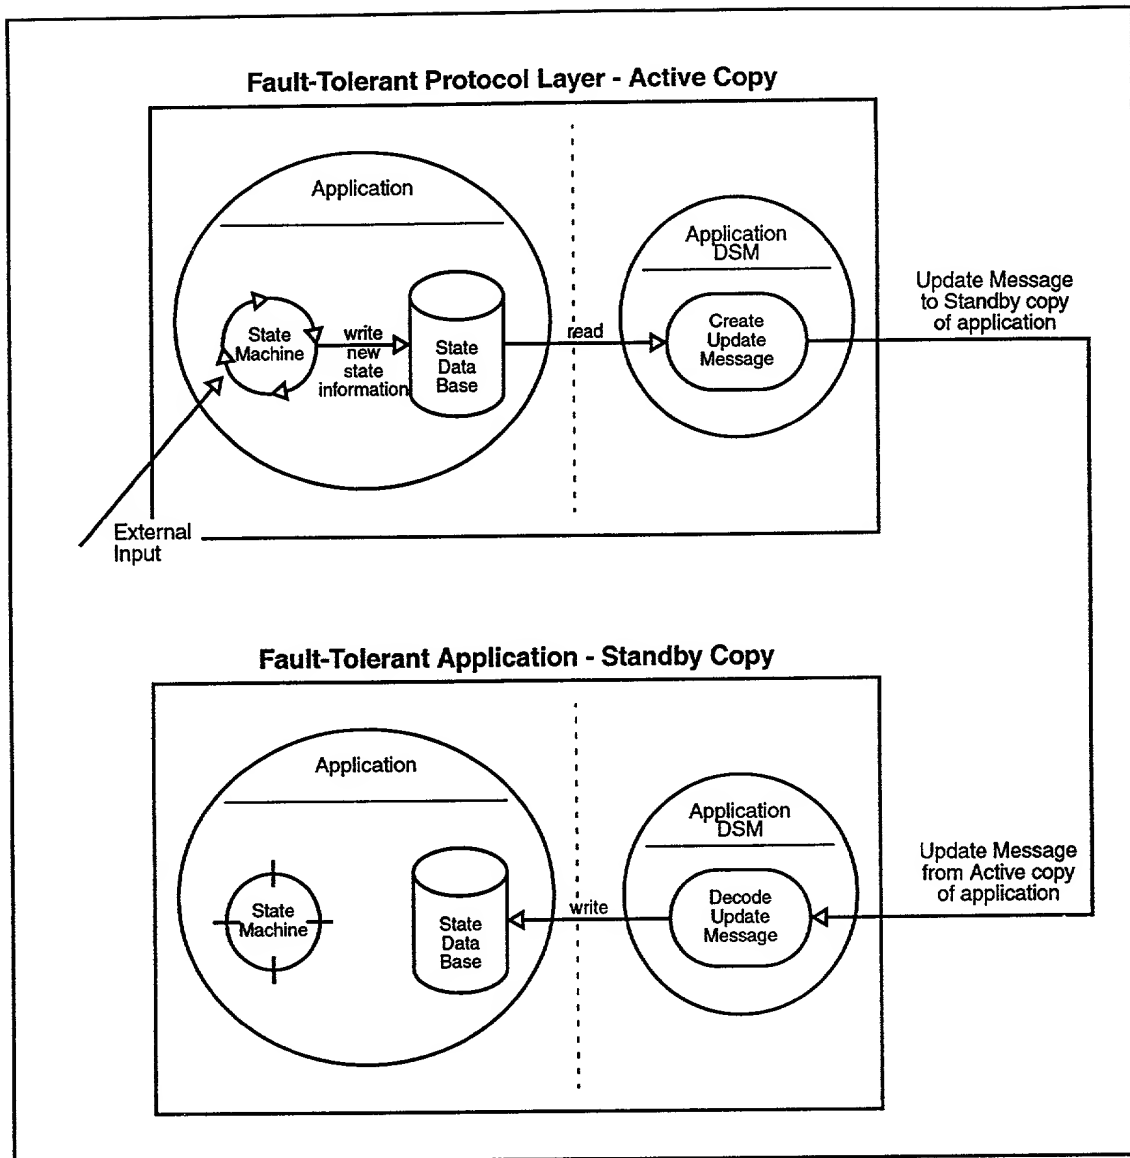 Fault-Tolerant Protocol Layer - Active Copy
Application
State
Machine
write
new
state
information
State
Data
Base
read
Application
DSM
Create
Update
Message
Update Message
to Standby copy
of application
External
Input
Fault-Tolerant Application - Standby Copy
Application
State
Machine
State
Data
Base
write
Application
DSM
Decode
Update
Message
Update Message
from Active copy
of application